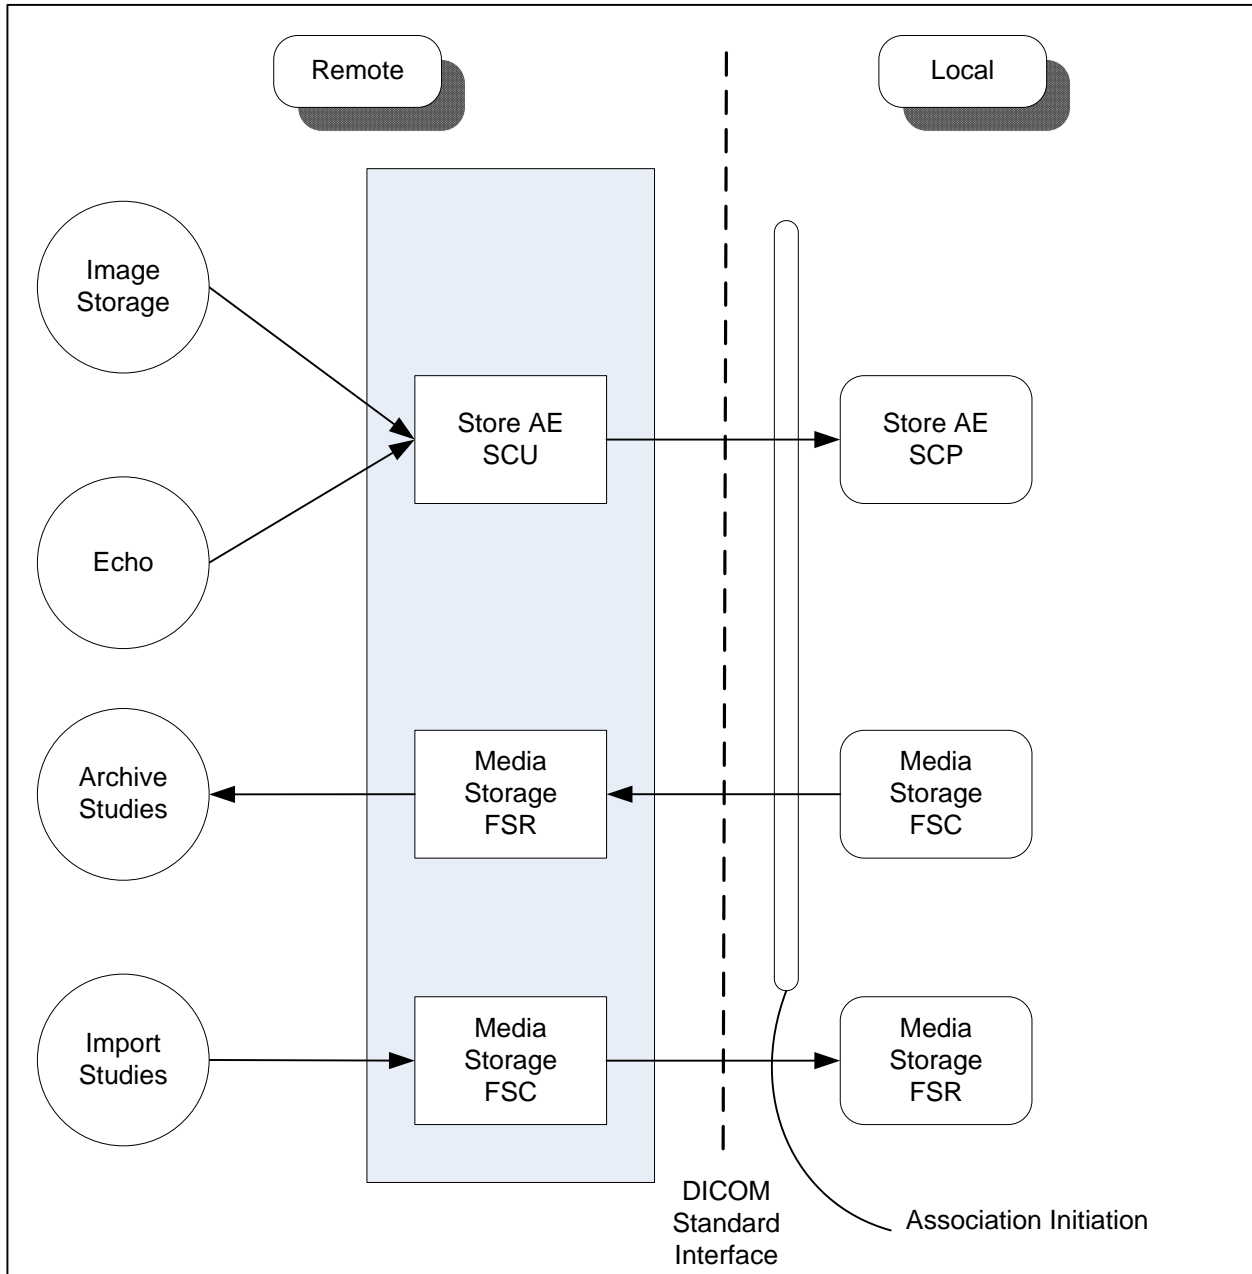 Remote
Local
Image
Storage
Store AE
SCU
Store AE
SCP
Echo
Archive
Studies
Media
Storage
FSR
Media
Storage
FSC
Import
Studies
Media
Storage
FSC
Media
Storage
FSR
DICOM
Standard
Interface
Association Initiation